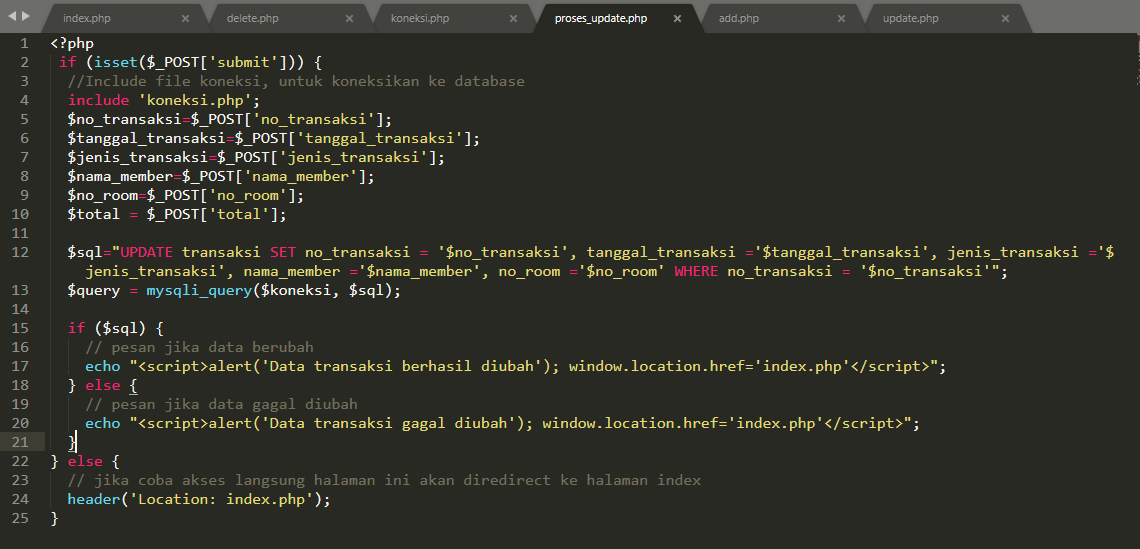 index.php × delete.php × koneksi.php × proses_update.php × add.php × update.php ×
1 <?php
2 if (isset($_POST['submit'])) {
3 //Include file koneksi, untuk koneksikan ke database
4 include 'koneksi.php';
5 $no_transaksi=$_POST['no_transaksi'];
6 $tanggal_transaksi=$_POST['tanggal_transaksi'];
7 $jenis_transaksi=$_POST['jenis_transaksi'];
8 $nama_member=$_POST['nama_member'];
9 $no_room=$_POST['no_room'];
10 $total = $_POST['total'];
11
12 $sql="UPDATE transaksi SET no_transaksi = '$no_transaksi', tanggal_transaksi ='$tanggal_transaksi', jenis_transaksi ='$
jenis_transaksi', nama_member ='$nama_member', no_room ='$no_room' WHERE no_transaksi = '$no_transaksi'";
13 $query = mysqli_query($koneksi, $sql);
14
15 if ($sql) {
16 // pesan jika data berubah
17 echo "<script>alert('Data transaksi berhasil diubah'); window.location.href='index.php'</script>";
18 } else {
19 // pesan jika data gagal diubah
20 echo "<script>alert('Data transaksi gagal diubah'); window.location.href='index.php'</script>";
21 }
22 } else {
23 // jika coba akses langsung halaman ini akan diredirect ke halaman index
24 header('Location: index.php');
25 }